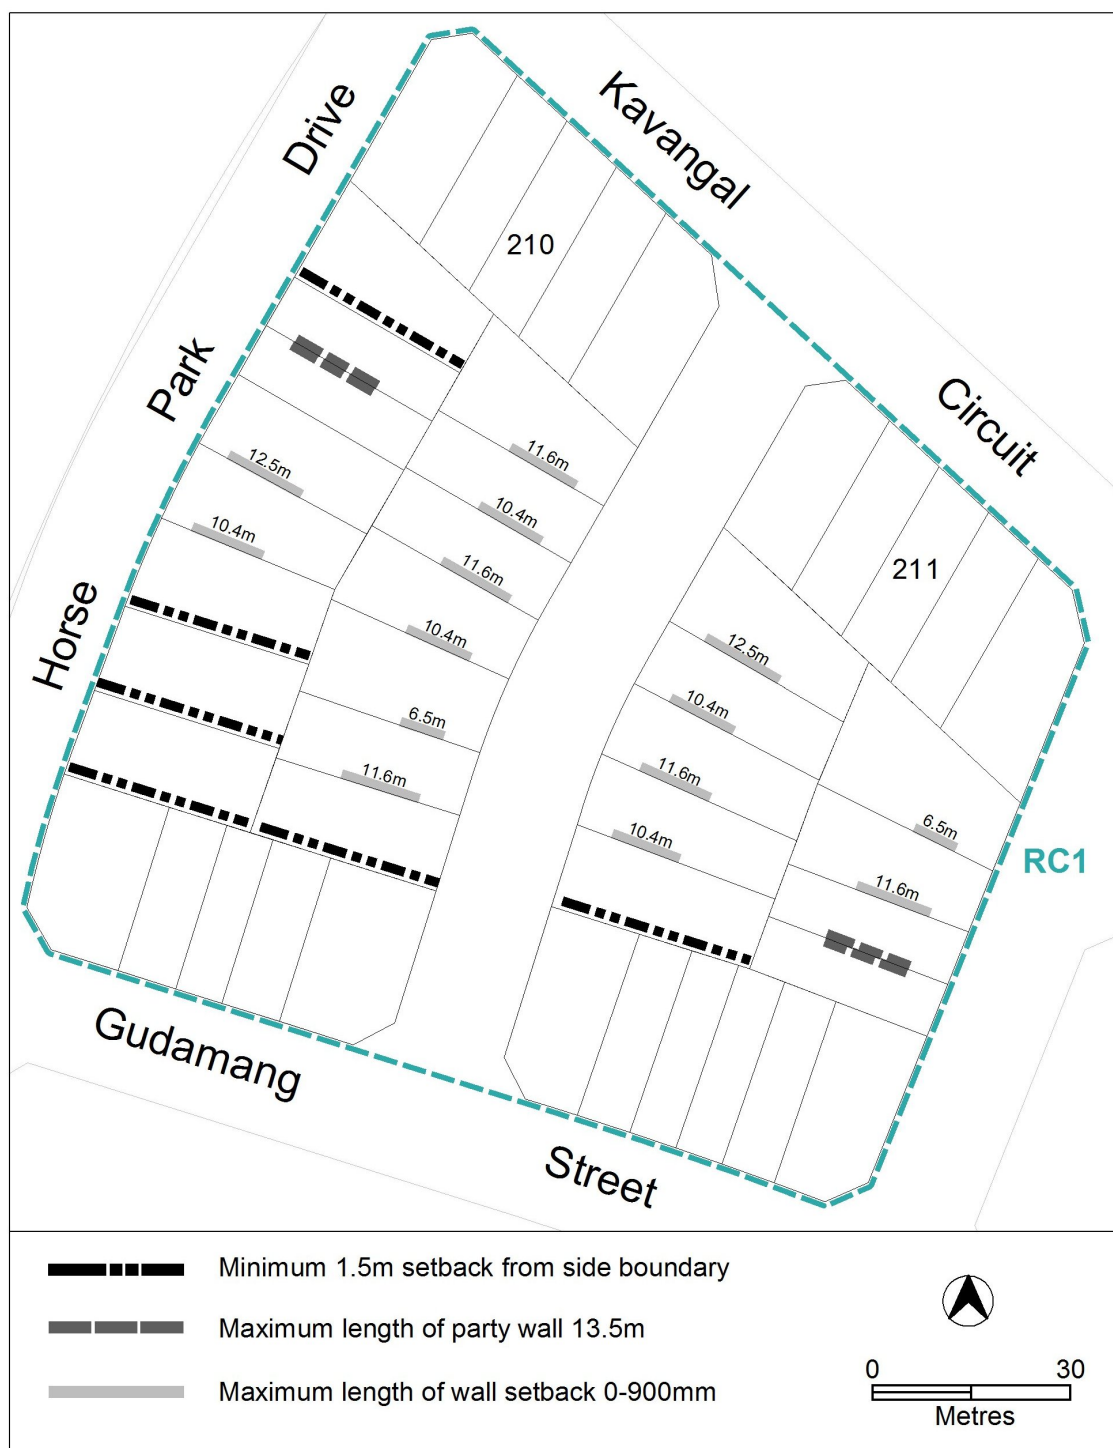 Kavangal
Circuit
Horse
Park
Drive
210
11.6m
12.5m
10.4m
10.4m
11.6m
10.4m
6.5m
11.6m
211
12.5m
10.4m
11.6m
10.4m
6.5m
11.6m
RC1
Gudamang
Street
Minimum 1.5m setback from side boundary
Maximum length of party wall 13.5m
Maximum length of wall setback 0-900mm
0 30
Metres